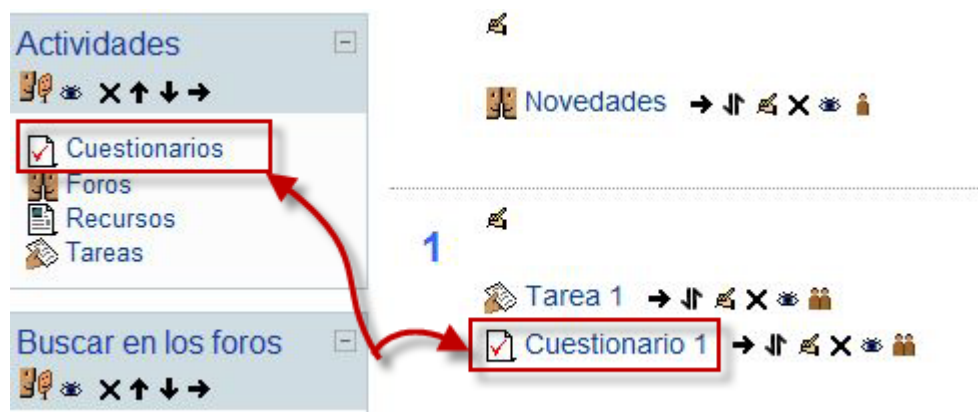 Actividades
Cuestionarios
Foros
Recursos
Tareas
Buscar en los foros
Novedades
1
Tarea 1
Cuestionario 1